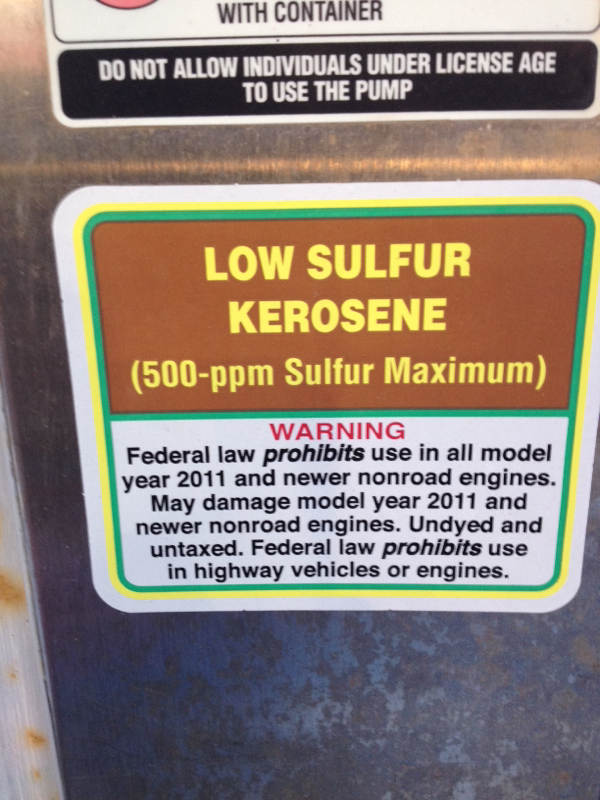 WITH CONTAINER
DO NOT ALLOW INDIVIDUALS UNDER LICENSE AGE
TO USE THE PUMP
LOW SULFUR
KEROSENE
(500-ppm Sulfur Maximum)
WARNING
Federal law prohibits use in all model
year 2011 and newer nonroad engines.
May damage model year 2011 and
newer nonroad engines. Undyed and
untaxed. Federal law prohibits use
in highway vehicles or engines.